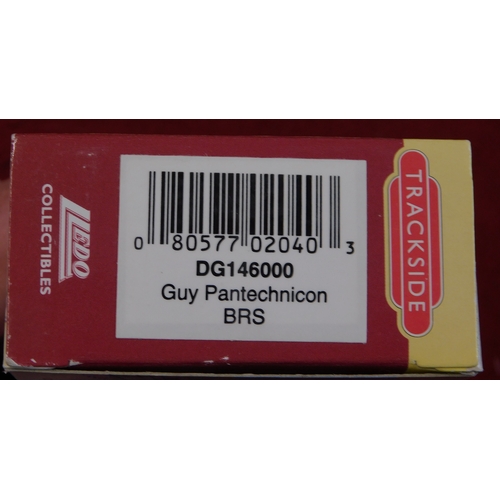 LLEDO
COLLECTIBLES
0 80577 02040 3
DG146000
Guy Pantechnicon
BRS
TRACKSIDE